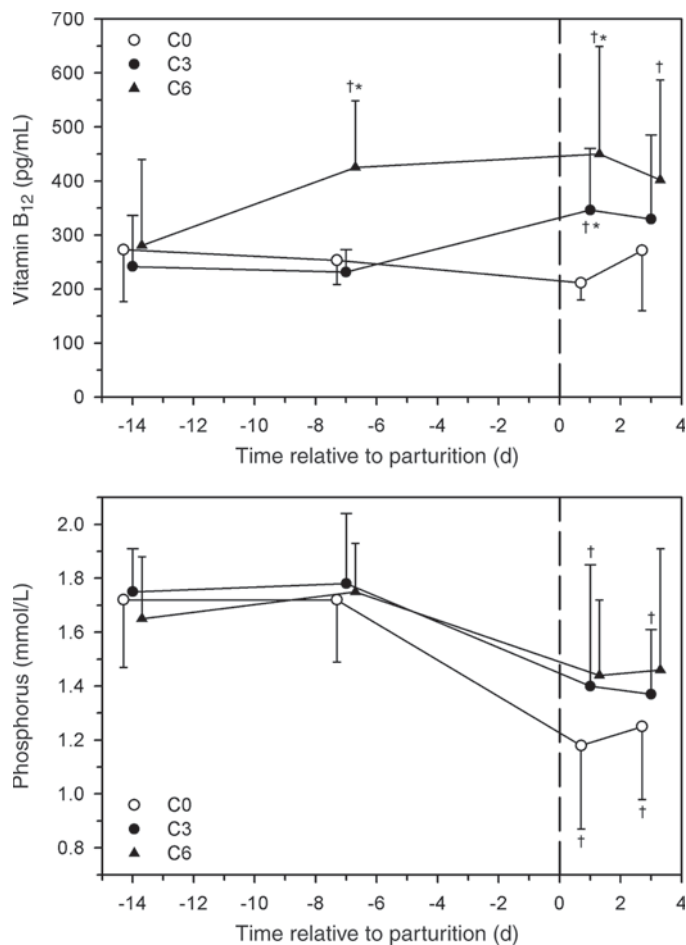 700
600
500
400
300
200
100
0
Vitamin B₁₂ (pg/mL)
C0
C3
C6
†*
†*
†
†*
-14 -12 -10 -8 -6 -4 -2 0 2 4
Time relative to parturition (d)
2.0
1.8
1.6
1.4
1.2
1.0
0.8
Phosphorus (mmol/L)
†
†
†
†
C0
C3
C6
-14 -12 -10 -8 -6 -4 -2 0 2 4
Time relative to parturition (d)